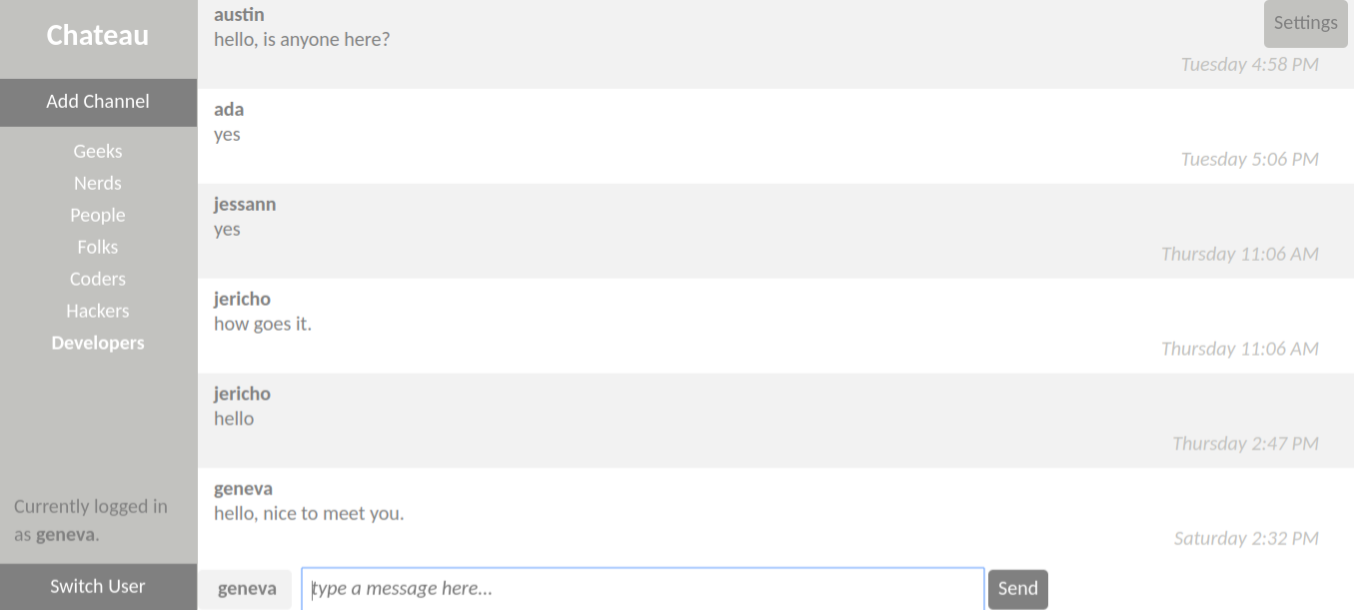 Chateau
Add Channel
Geeks
Nerds
People
Folks
Coders
Hackers
Developers
Currently logged in
as geneva.
Switch User
Settings
austin
hello, is anyone here?
Tuesday 4:58 PM
ada
yes
Tuesday 5:06 PM
jessann
yes
Thursday 11:06 AM
jericho
how goes it.
Thursday 11:06 AM
jericho
hello
Thursday 2:47 PM
geneva
hello, nice to meet you.
Saturday 2:32 PM
geneva
type a message here...
Send